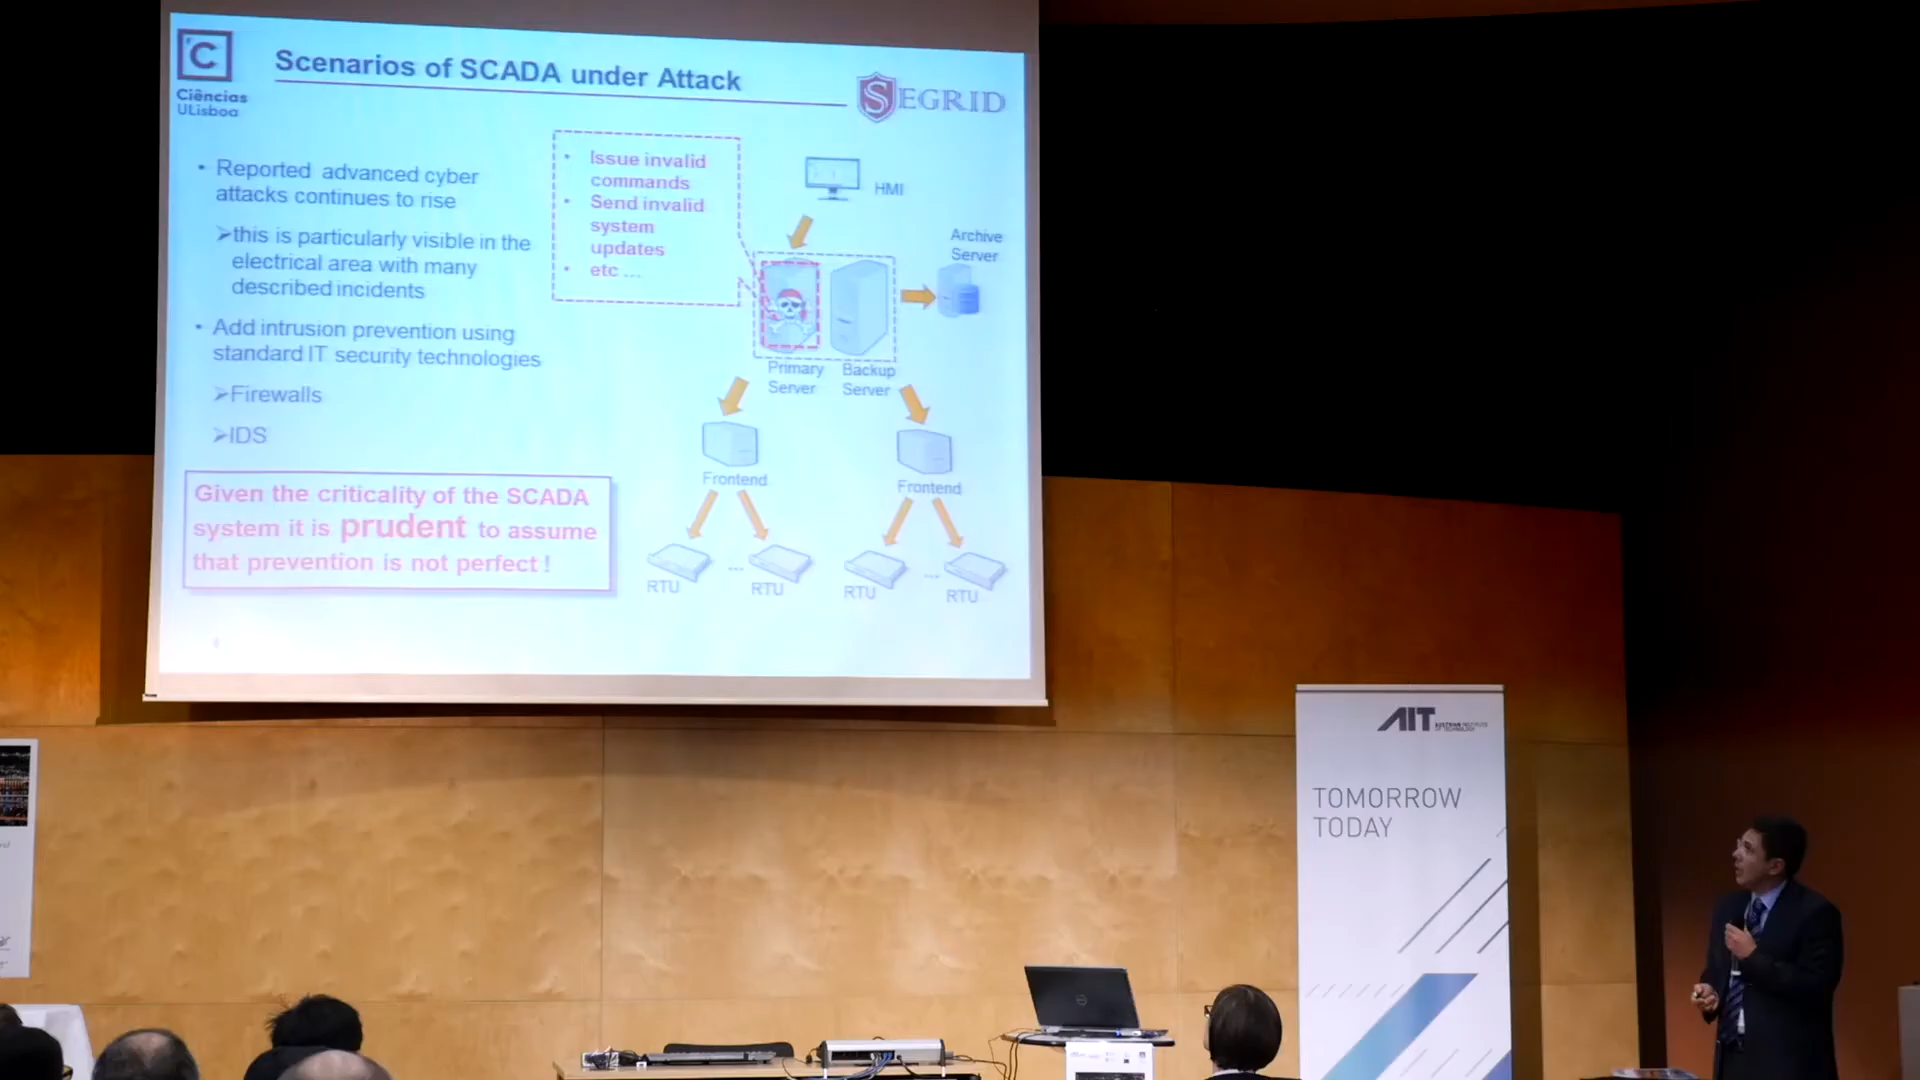 C
Ciências
ULisboa
Scenarios of SCADA under Attack
SEGRID
• Reported advanced cyber
attacks continues to rise
➢this is particularly visible in the
electrical area with many
described incidents
• Add intrusion prevention using
standard IT security technologies
➢Firewalls
➢IDS
Given the criticality of the SCADA
system it is prudent to assume
that prevention is not perfect !
• Issue invalid
commands
• Send invalid
system
updates
• etc ...
HMI
Archive
Server
Primary
Server
Backup
Server
Frontend
Frontend
RTU
...
RTU
RTU
...
RTU
AIT AUSTRIAN INSTITUTE
OF TECHNOLOGY
TOMORROW
TODAY